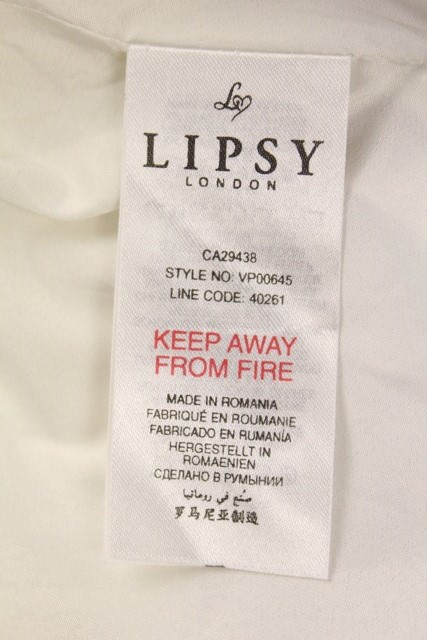 LIPSY
LONDON
CA29438
STYLE NO: VP00645
LINE CODE: 40261
KEEP AWAY
FROM FIRE
MADE IN ROMANIA
FABRIQUÉ EN ROUMANIE
FABRICADO EN RUMANÍA
HERGESTELLT IN
ROMAENIEN
СДЕЛАНО В РУМЫНИИ
صُنع في رومانيا
罗马尼亚制造